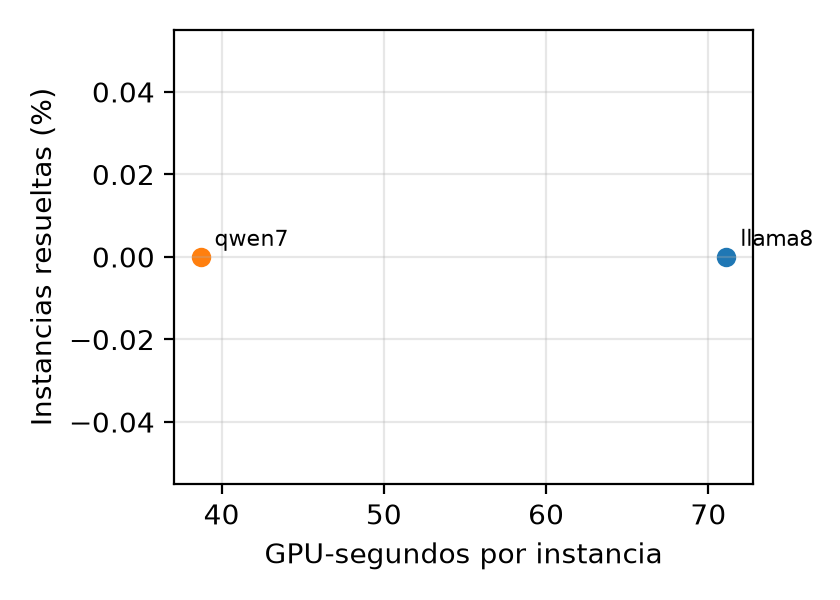 Instancias resueltas (%)
0.04
0.02
0.00
−0.02
−0.04
qwen7
llama8
40 50 60 70
GPU-segundos por instancia